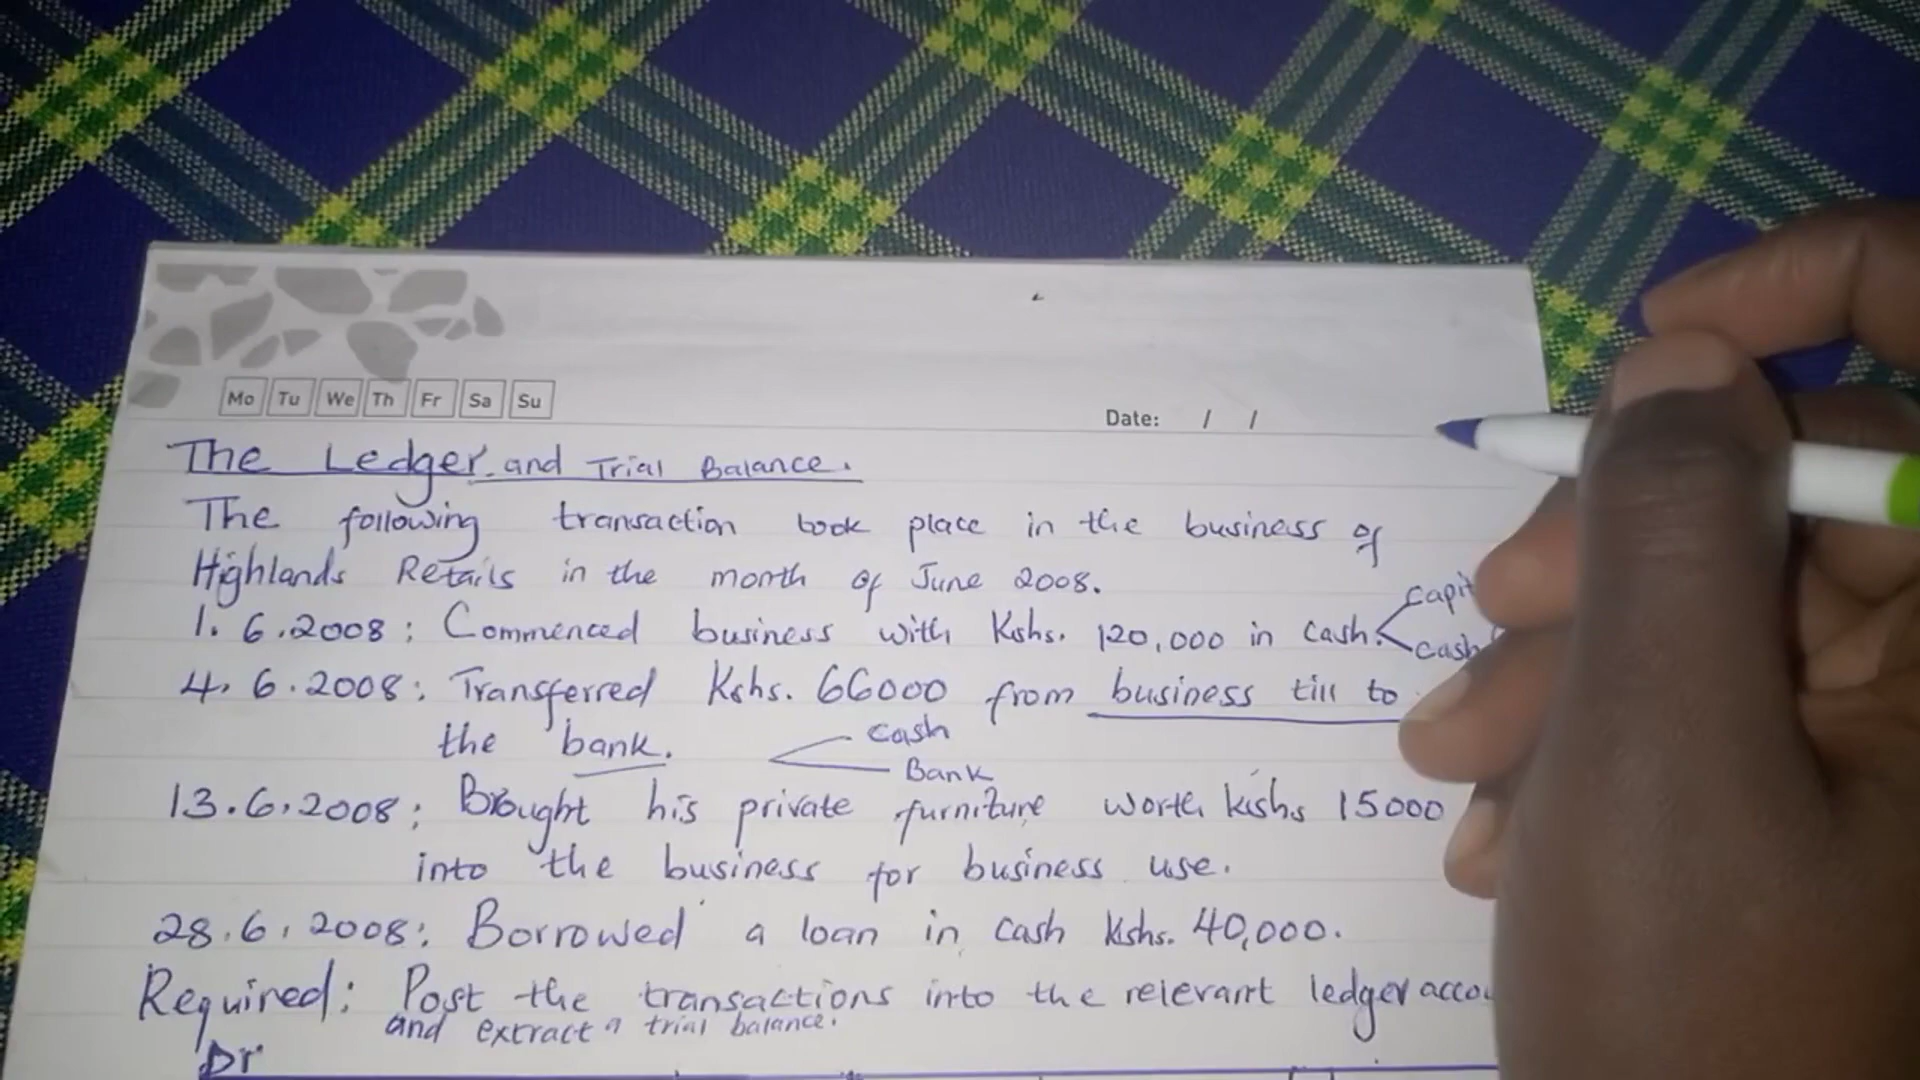 Mo Tu We Th Fr Sa Su
Date: / /
The Ledger and Trial Balance.
The following transaction took place in the business of
Highlands Retails in the month of June 2008.
1. 6.2008: Commenced business with Kshs. 120,000 in cash.
cash
4. 6.2008: Transferred Kshs. 66000 from business till to
the bank.
cash
Bank
13.6.2008: Brought his private furniture worth kshs 15000
into the business for business use.
28.6.2008: Borrowed a loan in cash Kshs. 40,000.
Required: Post the transactions into the relevant ledger
and extract a trial balance.
Dr